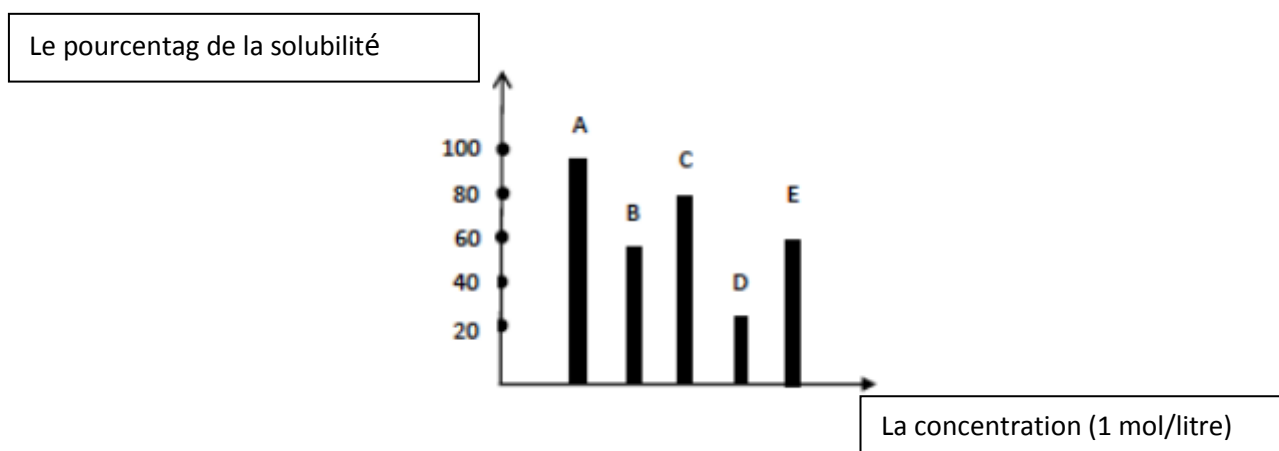 Le pourcentag de la solubilité
A
100
C
80
E
B
60
40
D
20
La concentration (1 mol/litre)